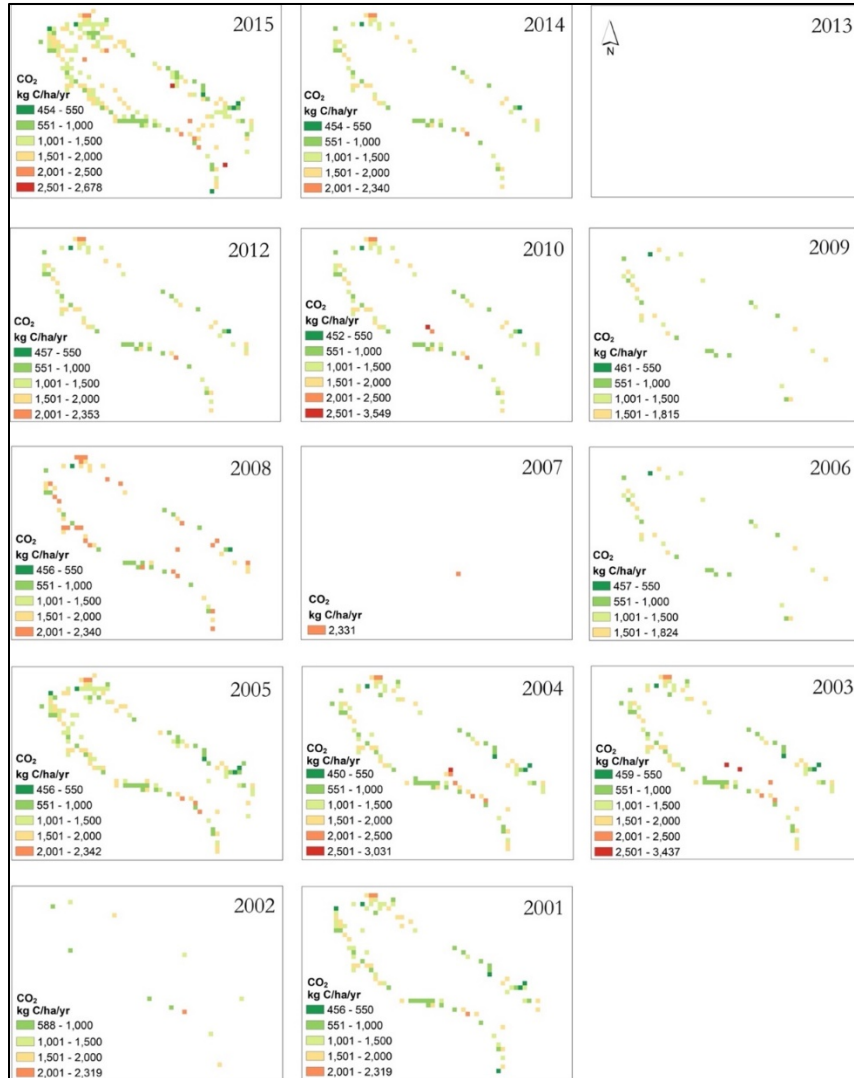 2015
CO₂
kg C/ha/yr
454 - 550
551 - 1,000
1,001 - 1,500
1,501 - 2,000
2,001 - 2,500
2,501 - 2,678
2014
CO₂
kg C/ha/yr
454 - 550
551 - 1,000
1,001 - 1,500
1,501 - 2,000
2,001 - 2,340
2013
N
2012
CO₂
kg C/ha/yr
457 - 550
551 - 1,000
1,001 - 1,500
1,501 - 2,000
2,001 - 2,353
2010
CO₂
kg C/ha/yr
452 - 550
551 - 1,000
1,001 - 1,500
1,501 - 2,000
2,001 - 2,500
2,501 - 3,549
2009
CO₂
kg C/ha/yr
461 - 550
551 - 1,000
1,001 - 1,500
1,501 - 1,815
2008
CO₂
kg C/ha/yr
456 - 550
551 - 1,000
1,001 - 1,500
1,501 - 2,000
2,001 - 2,340
2007
CO₂
kg C/ha/yr
2,331
2006
CO₂
kg C/ha/yr
457 - 550
551 - 1,000
1,001 - 1,500
1,501 - 1,824
2005
CO₂
kg C/ha/yr
456 - 550
551 - 1,000
1,001 - 1,500
1,501 - 2,000
2,001 - 2,342
2004
CO₂
kg C/ha/yr
450 - 550
551 - 1,000
1,001 - 1,500
1,501 - 2,000
2,001 - 2,500
2,501 - 3,031
2003
CO₂
kg C/ha/yr
459 - 550
551 - 1,000
1,001 - 1,500
1,501 - 2,000
2,001 - 2,500
2,501 - 3,437
2002
CO₂
kg C/ha/yr
588 - 1,000
1,001 - 1,500
1,501 - 2,000
2,001 - 2,319
2001
CO₂
kg C/ha/yr
456 - 550
551 - 1,000
1,001 - 1,500
1,501 - 2,000
2,001 - 2,319